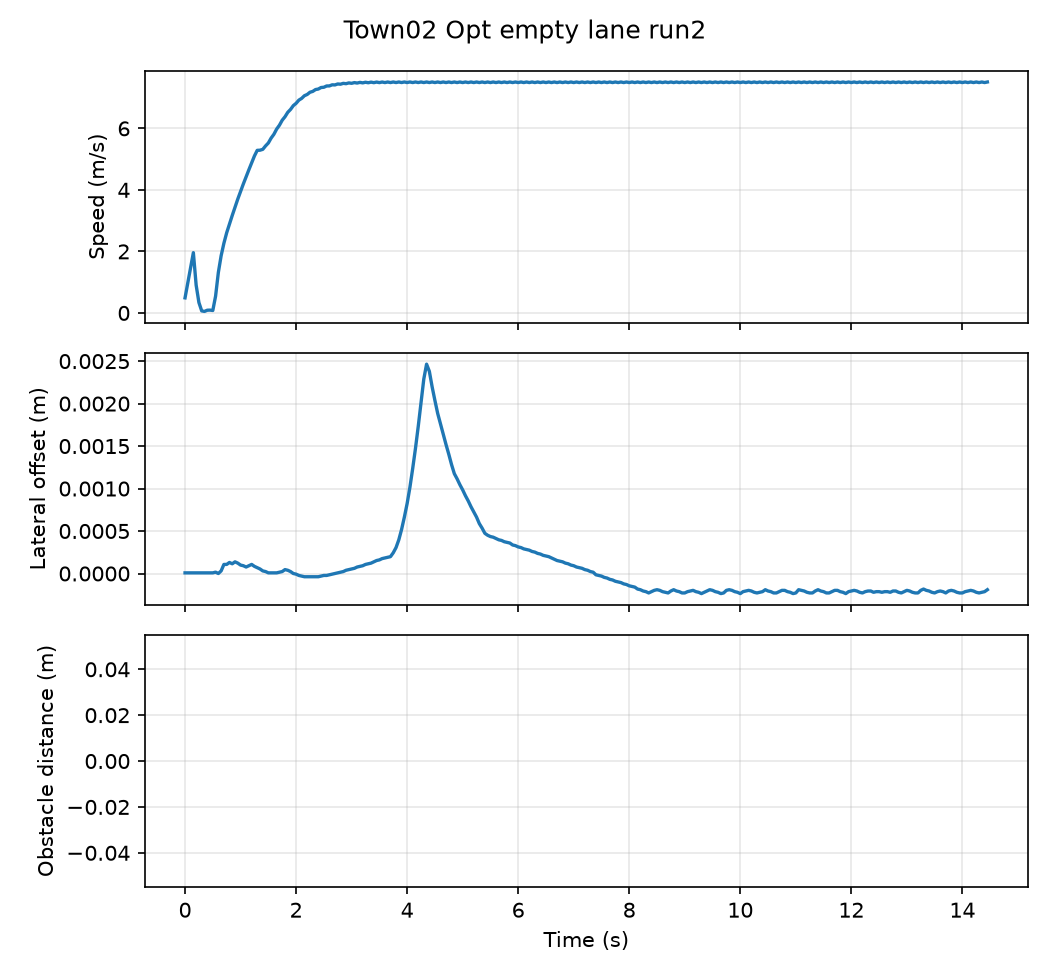 Town02 Opt empty lane run2
Speed (m/s)
6
4
2
0
Lateral offset (m)
0.0025
0.0020
0.0015
0.0010
0.0005
0.0000
Obstacle distance (m)
0.04
0.02
0.00
−0.02
−0.04
0 2 4 6 8 10 12 14
Time (s)